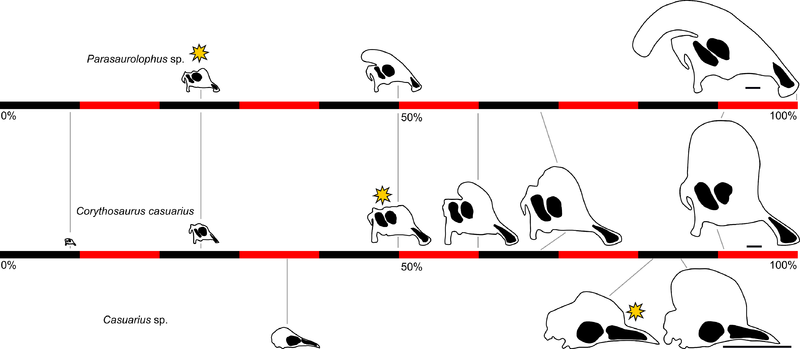 Parasaurolophus sp.
0% 50% 100%
Corythosaurus casuarius
0% 50% 100%
Casuarius sp.